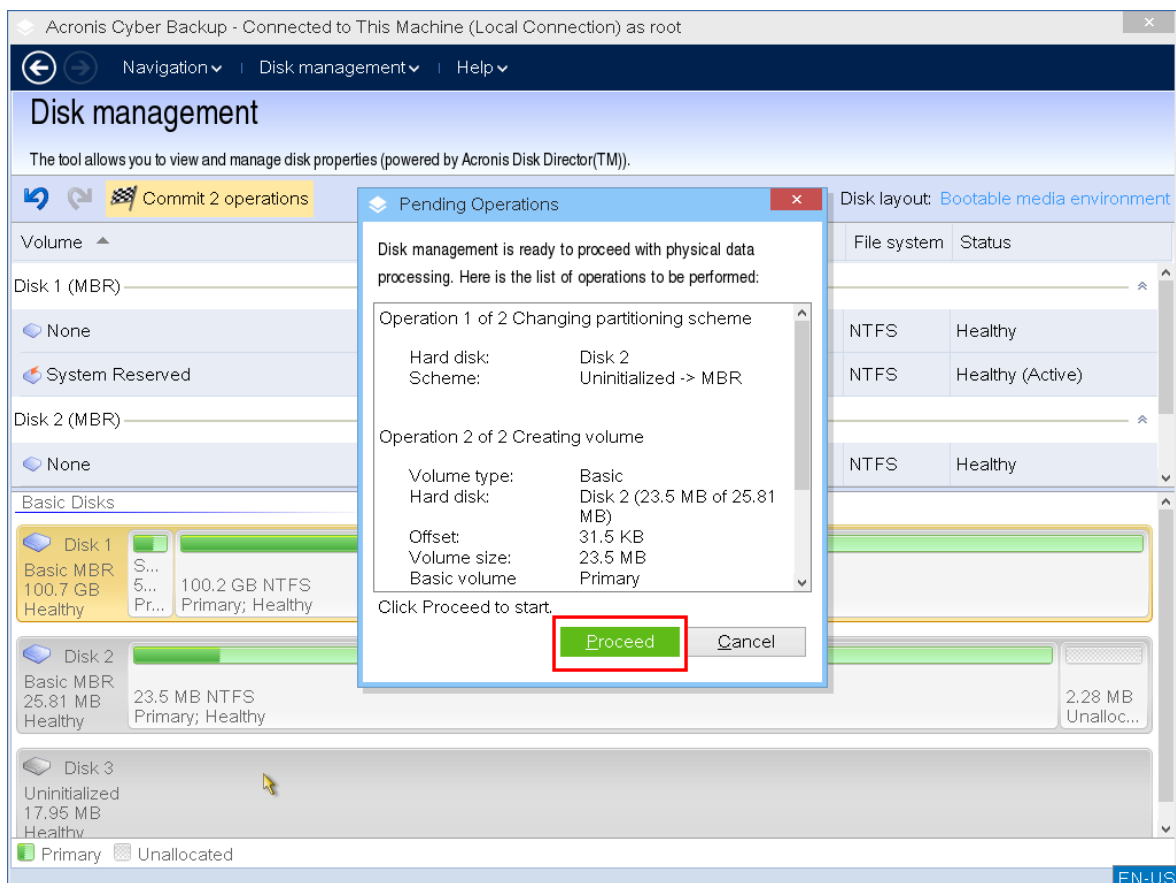 Acronis Cyber Backup - Connected to This Machine (Local Connection) as root
Navigation Disk management Help
Disk management
The tool allows you to view and manage disk properties (powered by Acronis Disk Director(TM)).
Commit 2 operations
Disk layout: Bootable media environment
Volume File system Status
Disk 1 (MBR)
None NTFS Healthy
System Reserved NTFS Healthy (Active)
Disk 2 (MBR)
None NTFS Healthy
Pending Operations
Disk management is ready to proceed with physical data
processing. Here is the list of operations to be performed:
Operation 1 of 2 Changing partitioning scheme
Hard disk: Disk 2
Scheme: Uninitialized -> MBR
Operation 2 of 2 Creating volume
Volume type: Basic
Hard disk: Disk 2 (23.5 MB of 25.81
MB)
Offset: 31.5 KB
Volume size: 23.5 MB
Basic volume Primary
Click Proceed to start.
Proceed Cancel
Basic Disks
Disk 1
Basic MBR
100.7 GB
Healthy
S...
5...
Pr...
100.2 GB NTFS
Primary; Healthy
Disk 2
Basic MBR
25.81 MB
Healthy
23.5 MB NTFS
Primary; Healthy
2.28 MB
Unalloc...
Disk 3
Uninitialized
17.95 MB
Healthy
Primary Unallocated
EN-US